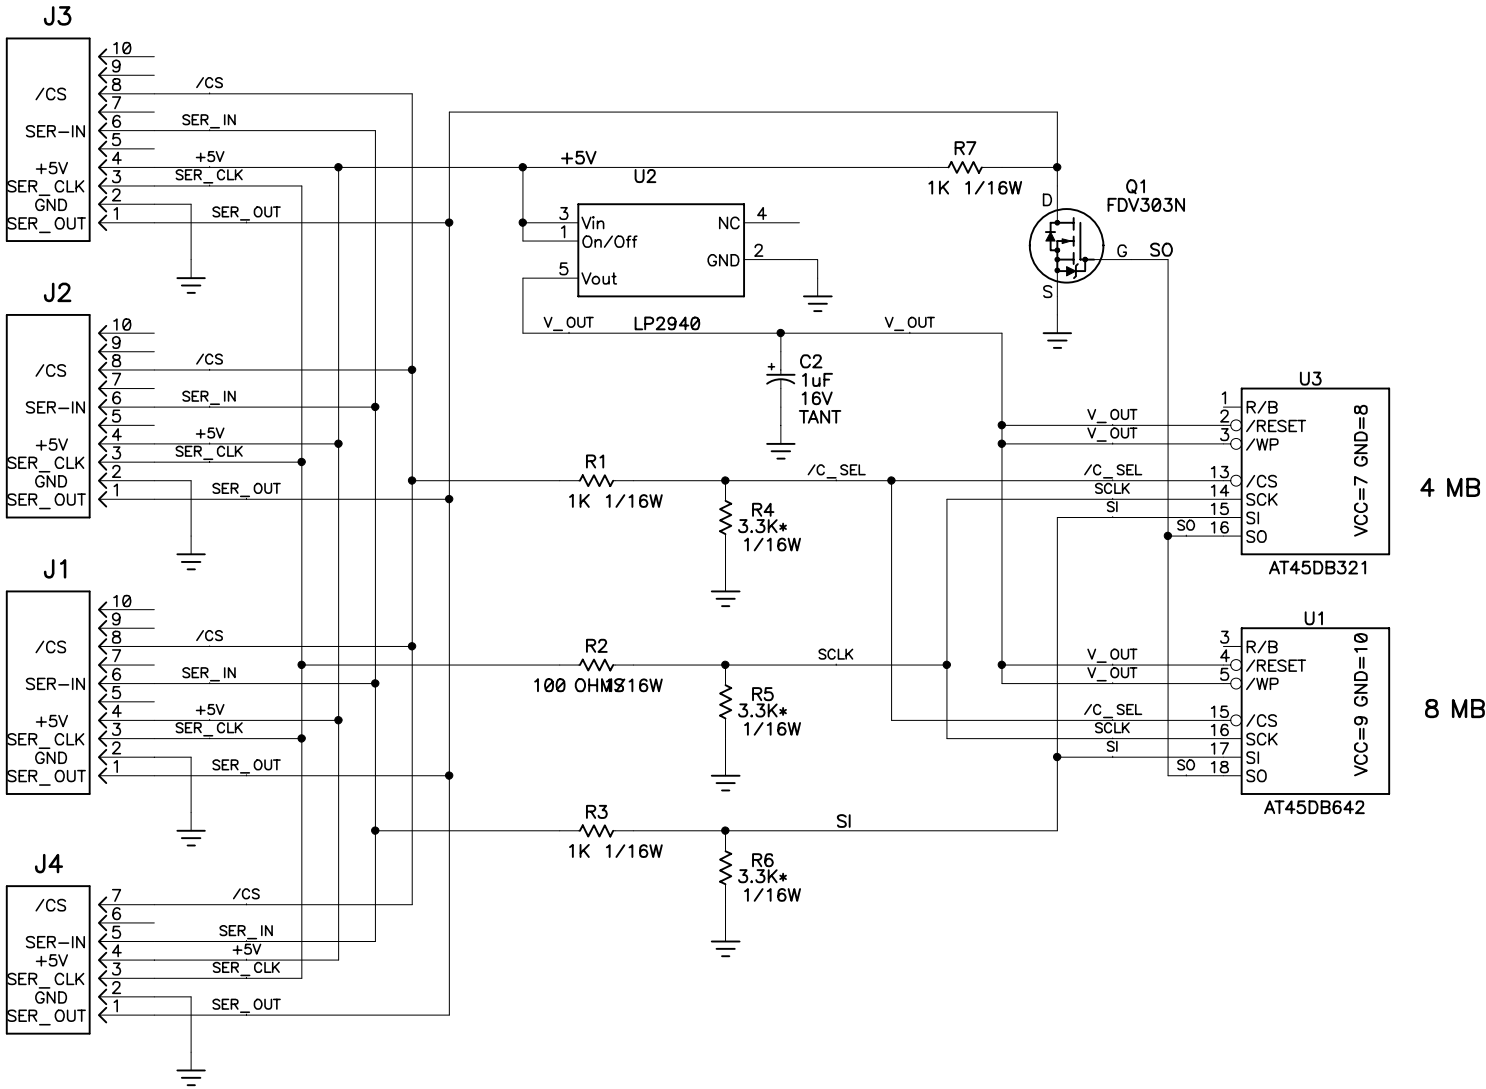 J3
10
9
8 /CS
/CS
7
6 SER_IN
SER-IN
5
4 +5V
+5V
3 SER_CLK
SER_CLK
2
GND
1 SER_OUT
SER_OUT
J2
10
9
8 /CS
/CS
7
6 SER_IN
SER-IN
5
4 +5V
+5V
3 SER_CLK
SER_CLK
2
GND
1 SER_OUT
SER_OUT
J1
10
9
8 /CS
/CS
7
6 SER_IN
SER-IN
5
4 +5V
+5V
3 SER_CLK
SER_CLK
2
GND
1 SER_OUT
SER_OUT
J4
7 /CS
/CS
6
5 SER_IN
SER-IN
4 +5V
+5V
3 SER_CLK
SER_CLK
2
GND
1 SER_OUT
SER_OUT
+5V
U2
3 Vin
1 On/Off
5 Vout
NC 4
GND 2
LP2940
V_OUT
V_OUT
R7
1K 1/16W
Q1
FDV303N
D
G SO
S
+
C2
1uF
16V
TANT
R1
1K 1/16W
/C_SEL
R4
3.3K*
1/16W
R2
100 OHMS
1/16W
SCLK
R5
3.3K*
1/16W
R3
1K 1/16W
SI
R6
3.3K*
1/16W
U3
1 R/B
V_OUT 2 /RESET
V_OUT 3 /WP
/C_SEL 13 /CS
SCLK 14 SCK
SI 15 SI
SO 16 SO
VCC=7 GND=8
AT45DB321
4 MB
U1
3 R/B
V_OUT 4 /RESET
V_OUT 5 /WP
/C_SEL 15 /CS
SCLK 16 SCK
SI 17 SI
SO 18 SO
VCC=9 GND=10
AT45DB642
8 MB